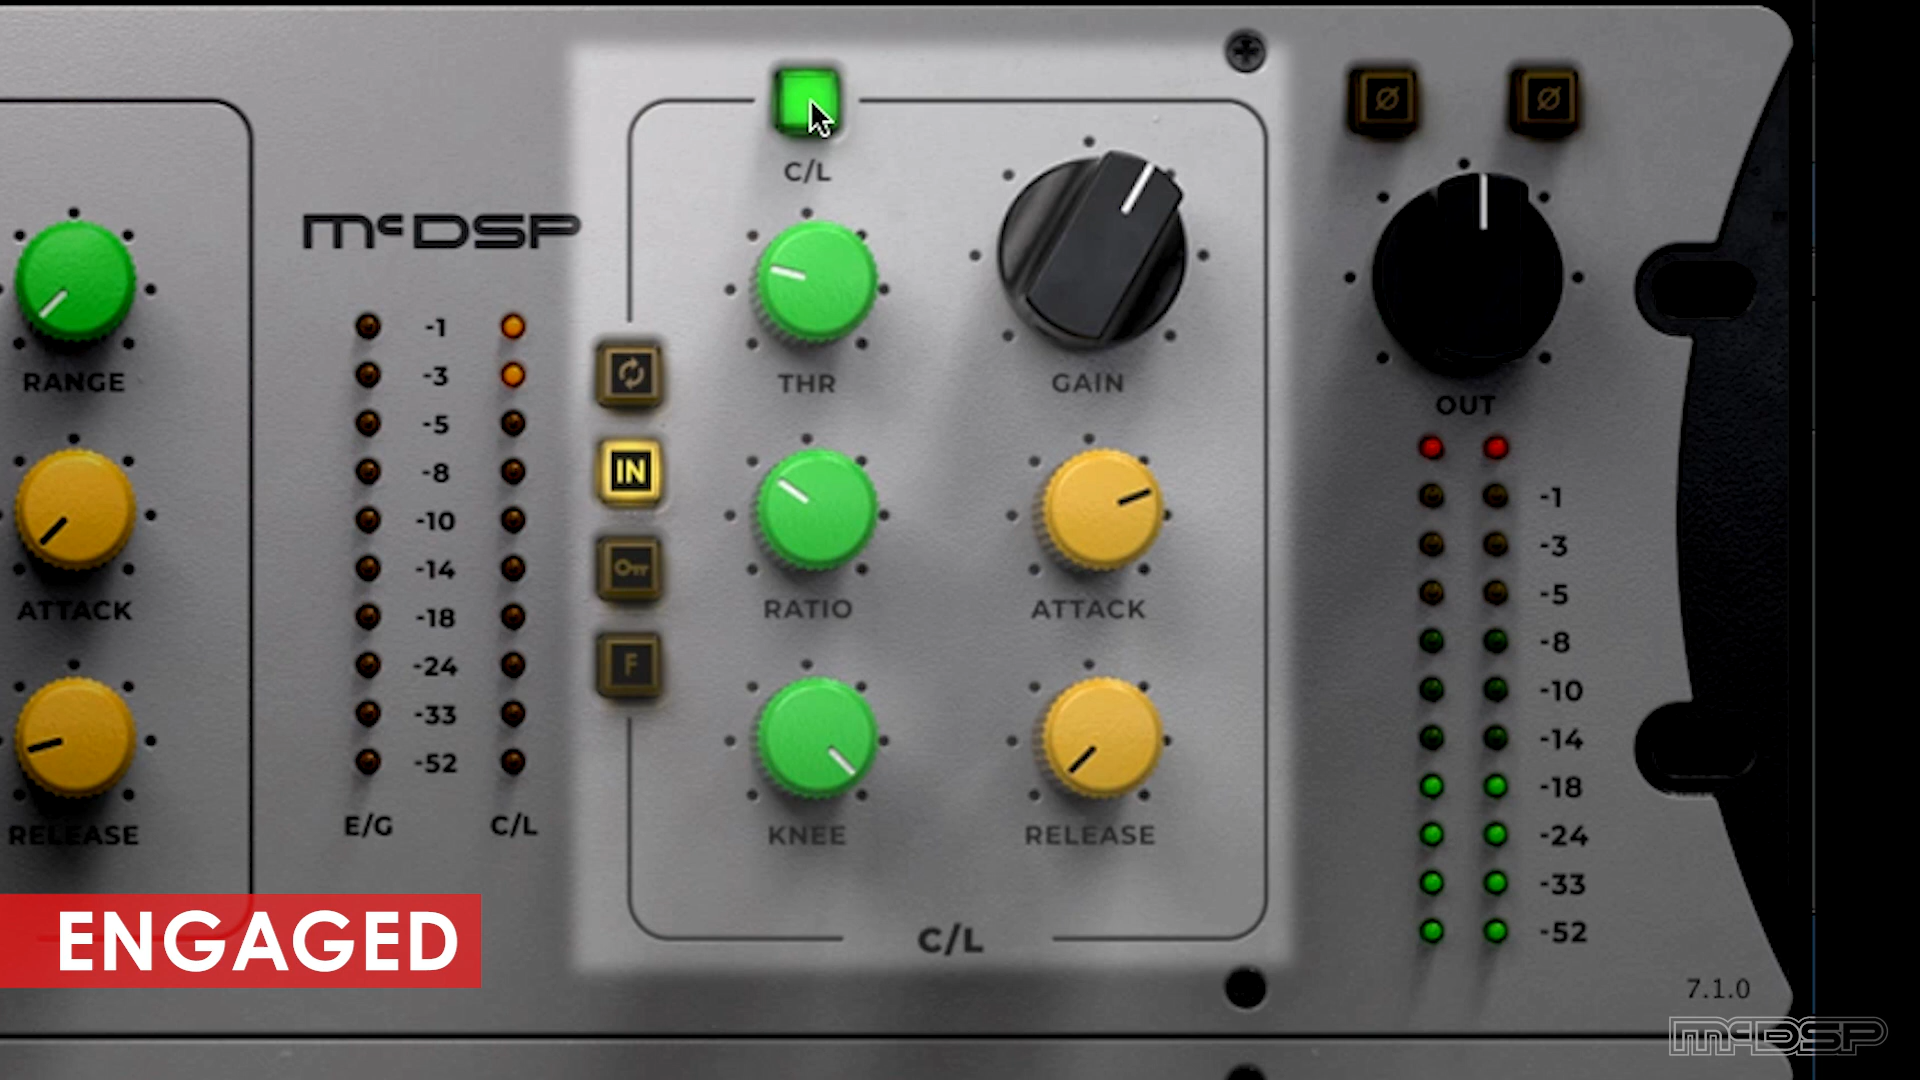 C/L
McDSP
RANGE
THR
GAIN
OUT
ATTACK
IN
RATIO
ATTACK
F
RELEASE
KNEE
RELEASE
-1
-3
-5
-8
-10
-14
-18
-24
-33
-52
E/G
C/L
-1
-3
-5
-8
-10
-14
-18
-24
-33
-52
C/L
ENGAGED
7.1.0
McDSP